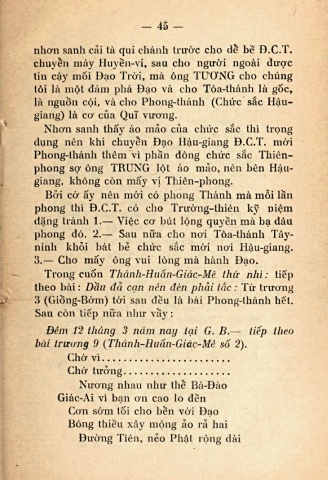 — 45 —
nhơn sanh cải tà qui chánh trước cho dễ bề Đ.C.T.
chuyển máy Huyền-vi, sau cho người ngoài được
tin cậy mối Đạo Trời, mà ông TƯƠNG cho chúng
tôi là một đám phá Đạo và cho Tòa-thánh là gốc,
là nguồn cội, và cho Phong-thánh (Chức sắc Hậu-
giang) là cơ của Quỉ vương.
Nhơn sanh thấy áo mảo của chức sắc thì trọng
dụng nên khi chuyển Đạo Hậu-giang Đ.C.T. mới
Phong-thánh thêm vì phần đông chức sắc Thiên-
phong sợ ông TRUNG lột áo mảo, nên bên Hậu-
giang, không còn mấy vị Thiên-phong.
Bởi cớ ấy nên mới có phong Thánh mà mỗi lần
phong thì Đ.C.T. có cho Trường-thiên kỷ niệm
đặng tránh 1.— Việc cơ bút lộng quyền mà bạ đâu
phong đó. 2.— Sau nữa cho nơi Tòa-thánh Tây-
ninh khỏi bắt bẻ chức sắc mới nơi Hậu-giang.
3.— Cho mấy ông vui lòng mà hành Đạo.
Trong cuốn Thánh-Huấn-Giác-Mê thứ nhì: tiếp
theo bài: Dầu đả cạn nên đèn phải tắc: Từ trương
3 (Giồng-Bớm) tới sau đều là bài Phong-thánh hết.
Sau còn tiếp nữa như vầy:
Đêm 12 tháng 3 năm nay tại G. B.— tiếp theo
bài trương 9 (Thánh-Huấn-Giác-Mê số 2).
Chớ vì..................
Chớ tưởng..................
Nương nhau như thể Bá-Đào
Giác-Ai vì bạn ơn cao lo đền
Cơn sớm tối cho bền với Đạo
Bóng thiều xây mộng ảo rả hai
Đường Tiên, nẻo Phật rộng dài